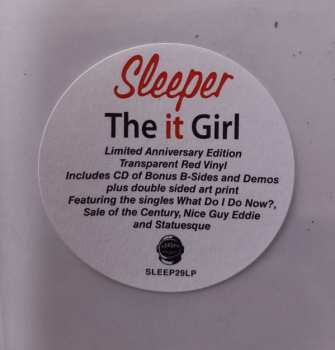 Sleeper
The it Girl
Limited Anniversary Edition
Transparent Red Vinyl
Includes CD of Bonus B-Sides and Demos
plus double sided art print
Featuring the singles What Do I Do Now?,
Sale of the Century, Nice Guy Eddie
and Statuesque
SLEEP29LP